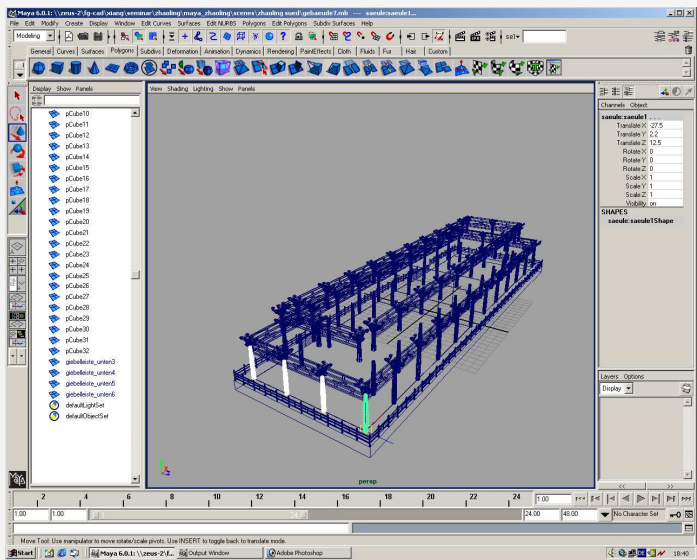 Maya 6.0.1: \\zeus-2\fg-cad\xiang\seminar\zhaoling\maya_zhaoling\scenes\zhaoling sued\gebaeude7.mb --- saeule:saeule1...
File Edit Modify Create Display Window Edit Curves Surfaces Edit NURBS Polygons Edit Polygons Subdiv Surfaces Help
Modeling
sel*
General Curves Surfaces Polygons Subdivs Deformation Animation Dynamics Rendering PaintEffects Cloth Fluids Fur Hair Custom
Display Show Panels
View Shading Lighting Show Panels
Channels Object
pCube10
pCube11
pCube12
pCube13
pCube14
pCube15
pCube16
pCube17
pCube18
pCube19
pCube20
pCube21
pCube22
pCube23
pCube24
pCube25
pCube26
pCube27
pCube28
pCube29
pCube30
pCube31
pCube32
giebelleiste_unten3
giebelleiste_unten4
giebelleiste_unten5
giebelleiste_unten6
defaultLightSet
defaultObjectSet
persp
saeule:saeule1 . . .
Translate X -27.5
Translate Y 2.2
Translate Z 12.5
Rotate X 0
Rotate Y 0
Rotate Z 0
Scale X 1
Scale Y 1
Scale Z 1
Visibility on
SHAPES
saeule:saeule1Shape
Layers Options
Display
<< >>
2 4 6 8 10 12 14 16 18 20 22 24 1.00
1.00 1.00 24.00 48.00 No Character Set
Move Tool: Use manipulator to move rotate/scale pivots. Use INSERT to toggle back to translate mode.
Start Maya 6.0.1: \\zeus-2\f... Output Window Adobe Photoshop DE 18:40